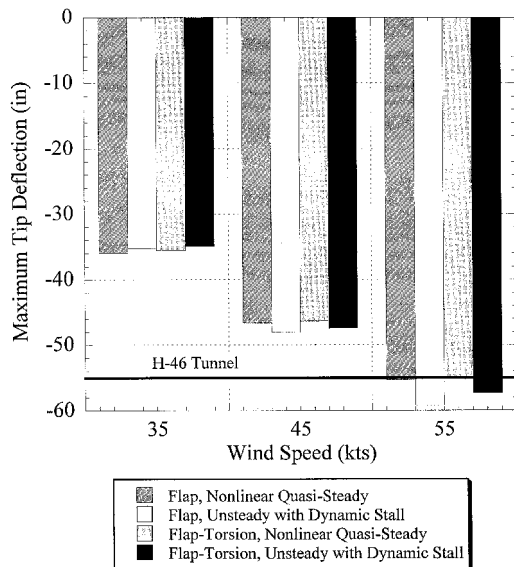 0
-10
-20
-30
-40
-50
-60
Maximum Tip Deflection (in)
H-46 Tunnel
35 45 55
Wind Speed (kts)
Flap, Nonlinear Quasi-Steady
Flap, Unsteady with Dynamic Stall
Flap-Torsion, Nonlinear Quasi-Steady
Flap-Torsion, Unsteady with Dynamic Stall